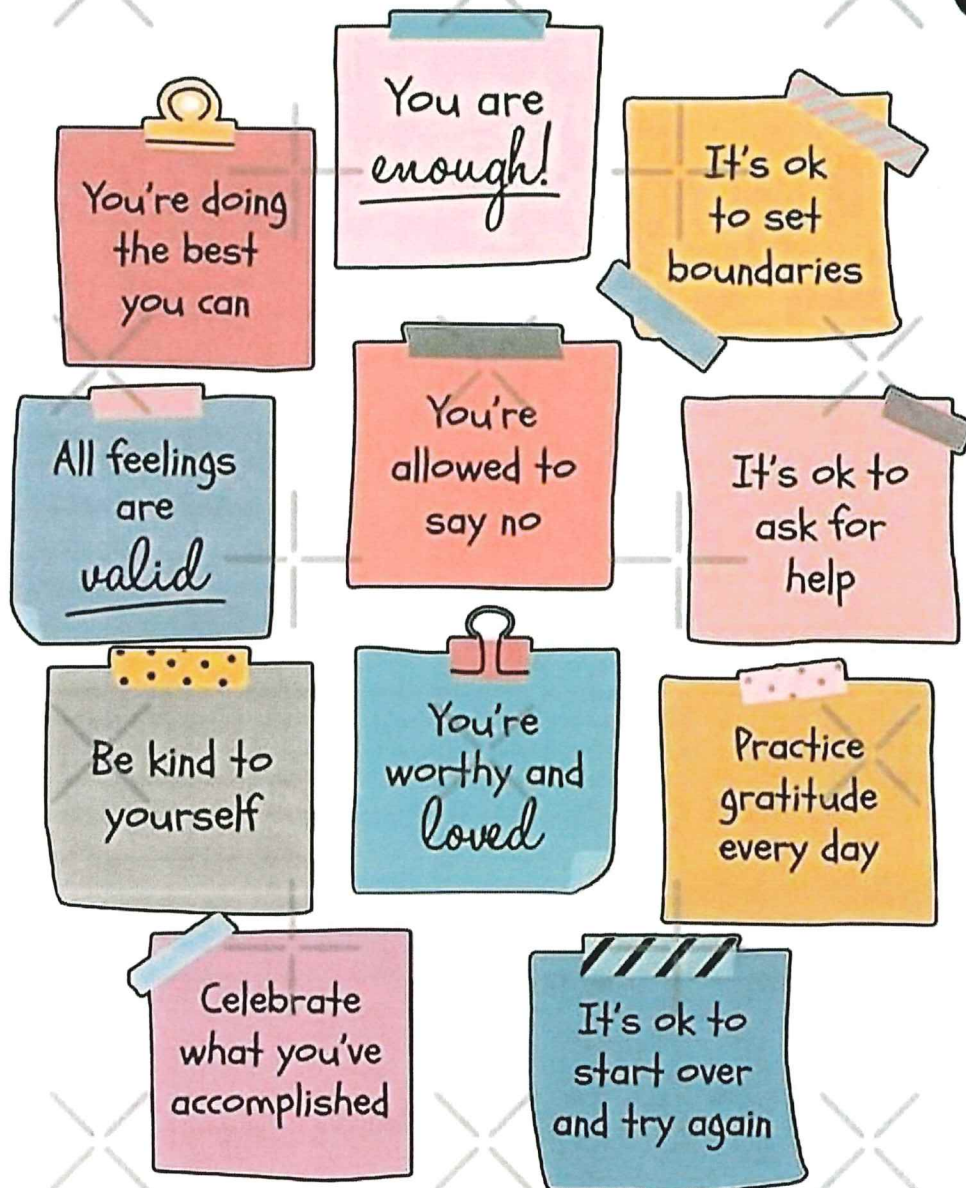 You're doing
the best
you can
You are
enough!
It's ok
to set
boundaries
All feelings
are
valid
You're
allowed to
say no
It's ok to
ask for
help
Be kind to
yourself
You're
worthy and
loved
Practice
gratitude
every day
Celebrate
what you've
accomplished
It's ok to
start over
and try again